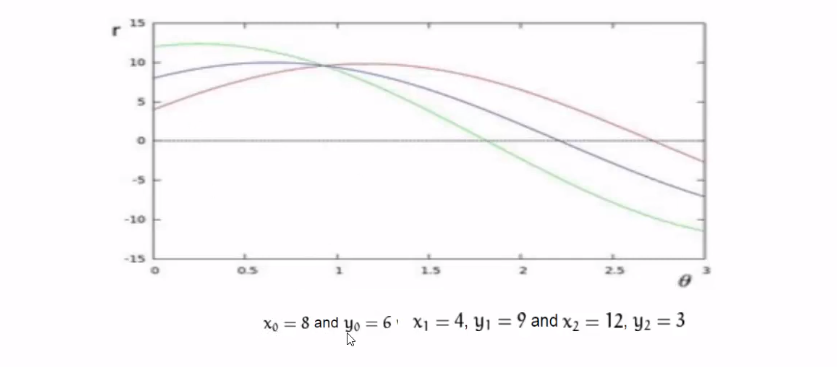 r
15
10
5
0
-5
-10
-15
0 0.5 1 1.5 2 2.5 3
θ
x₀ = 8 and y₀ = 6 x₁ = 4, y₁ = 9 and x₂ = 12, y₂ = 3